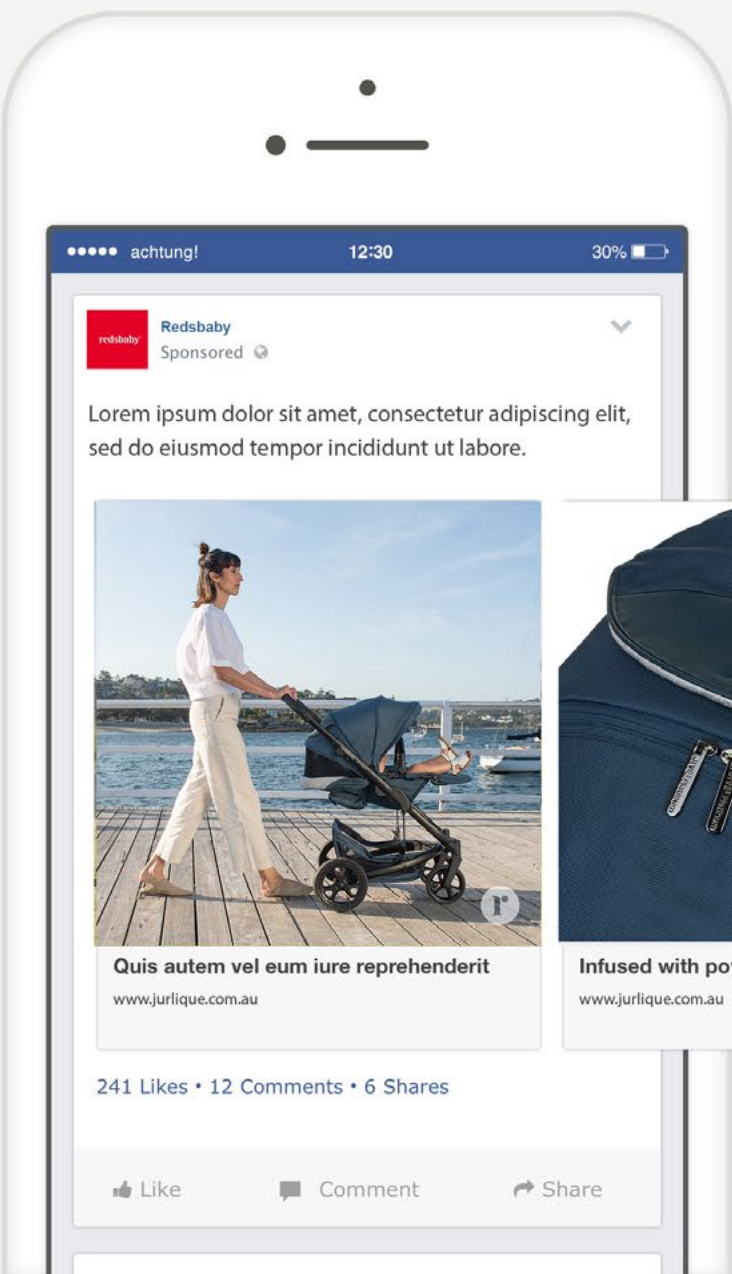 achtung! 12:30 30%
redsbaby
Redsbaby
Sponsored
Lorem ipsum dolor sit amet, consectetur adipiscing elit,
sed do eiusmod tempor incididunt ut labore.
r
Quis autem vel eum iure reprehenderit
www.jurlique.com.au
Infused with po
www.jurlique.com.au
241 Likes • 12 Comments • 6 Shares
Like Comment Share